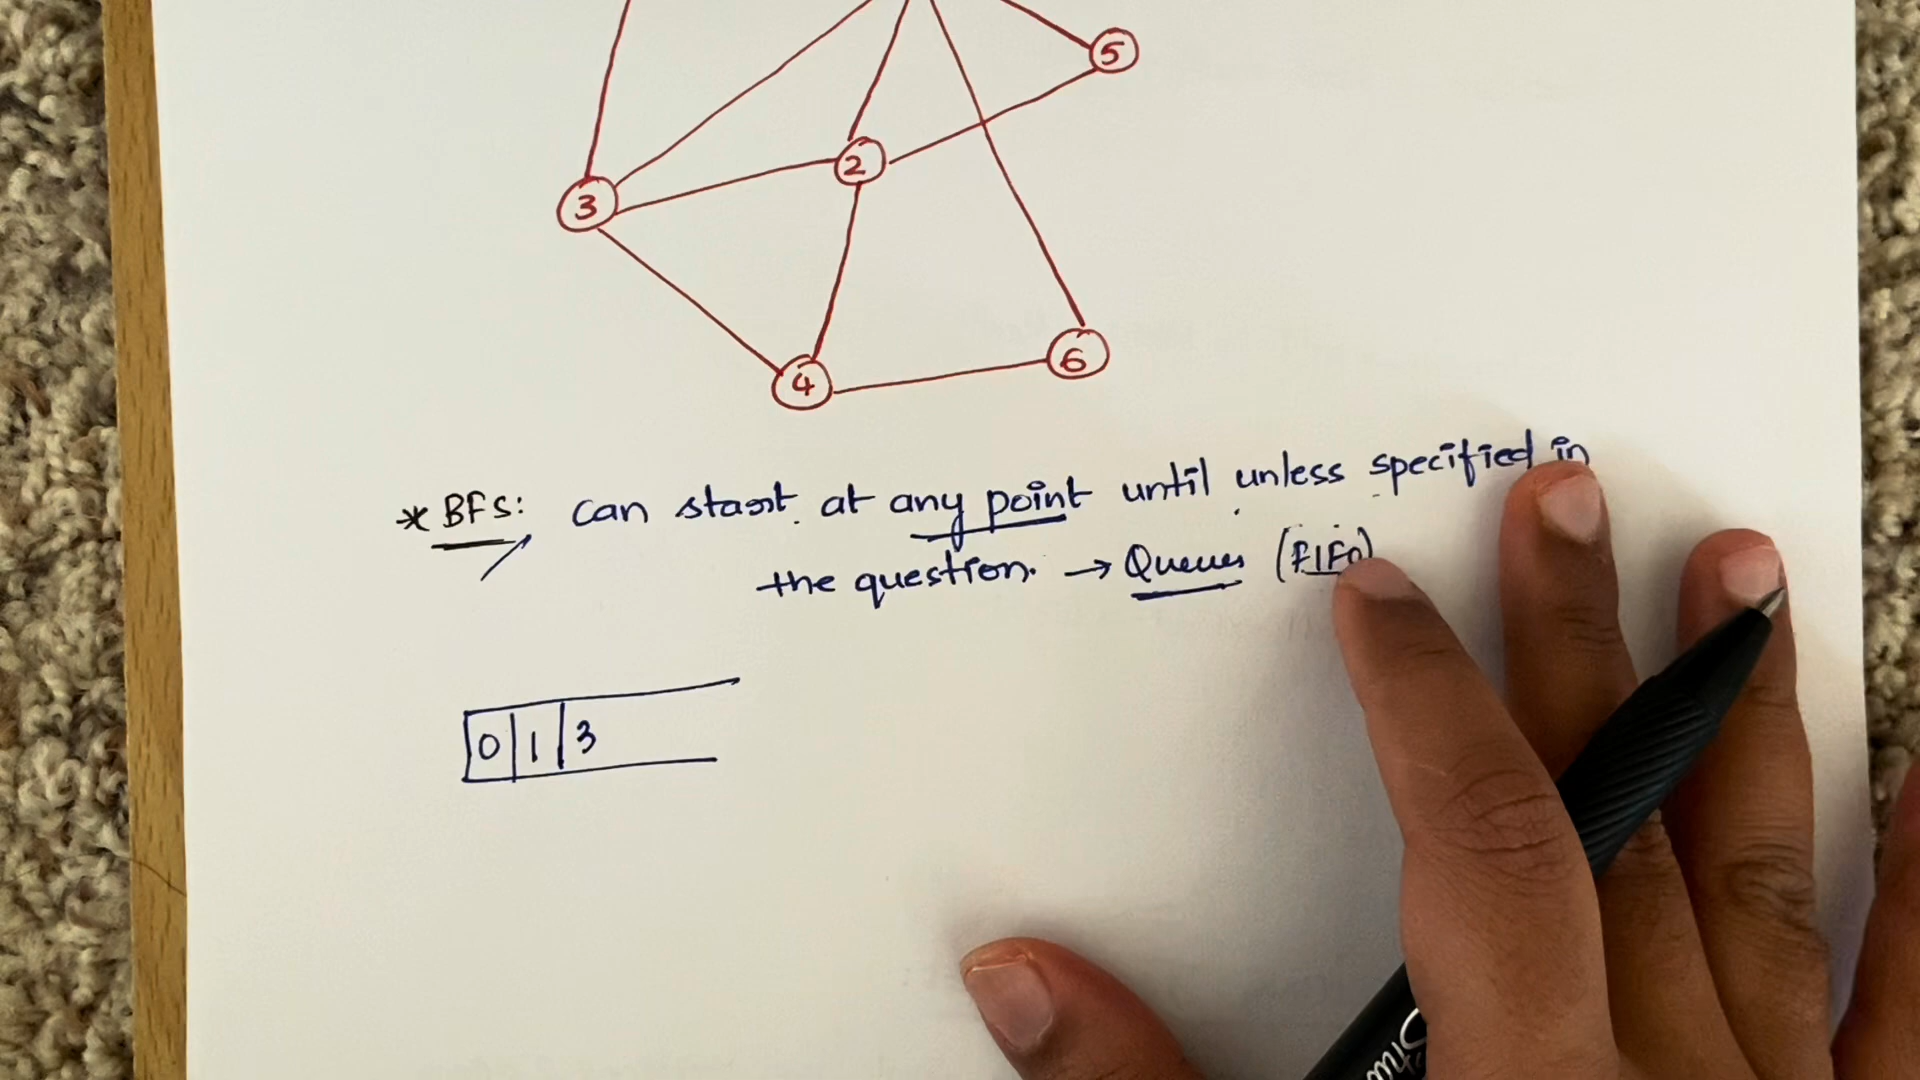 5
2
3
6
4
* BFS: can start at any point until unless specified in
the question. → Queues (FIFO)
0 1 3